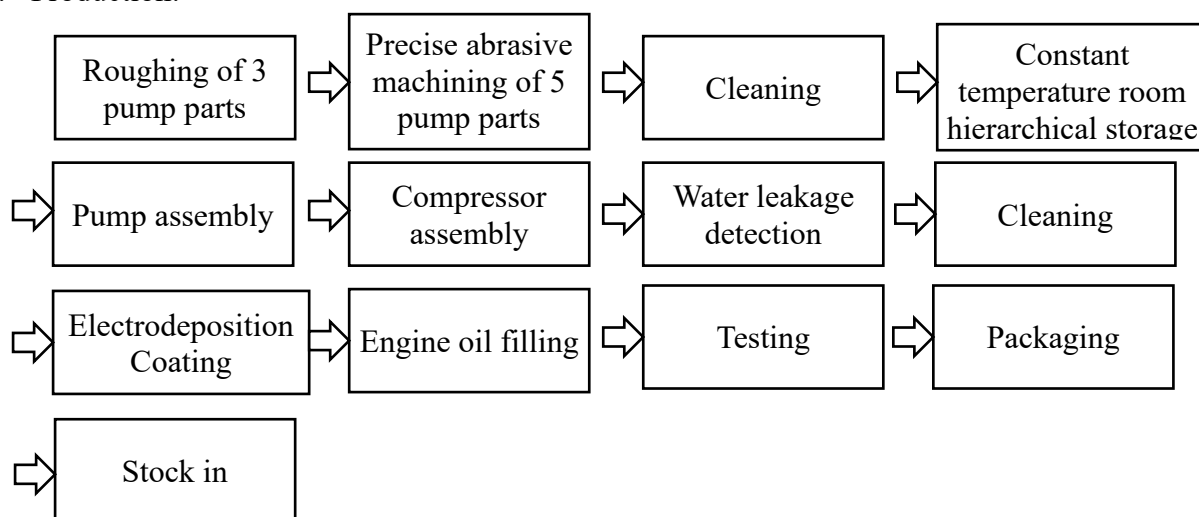 Production:
Roughing of 3
pump parts
Precise abrasive
machining of 5
pump parts
Cleaning
Constant
temperature room
hierarchical storage
Pump assembly
Compressor
assembly
Water leakage
detection
Cleaning
Electrodeposition
Coating
Engine oil filling
Testing
Packaging
Stock in